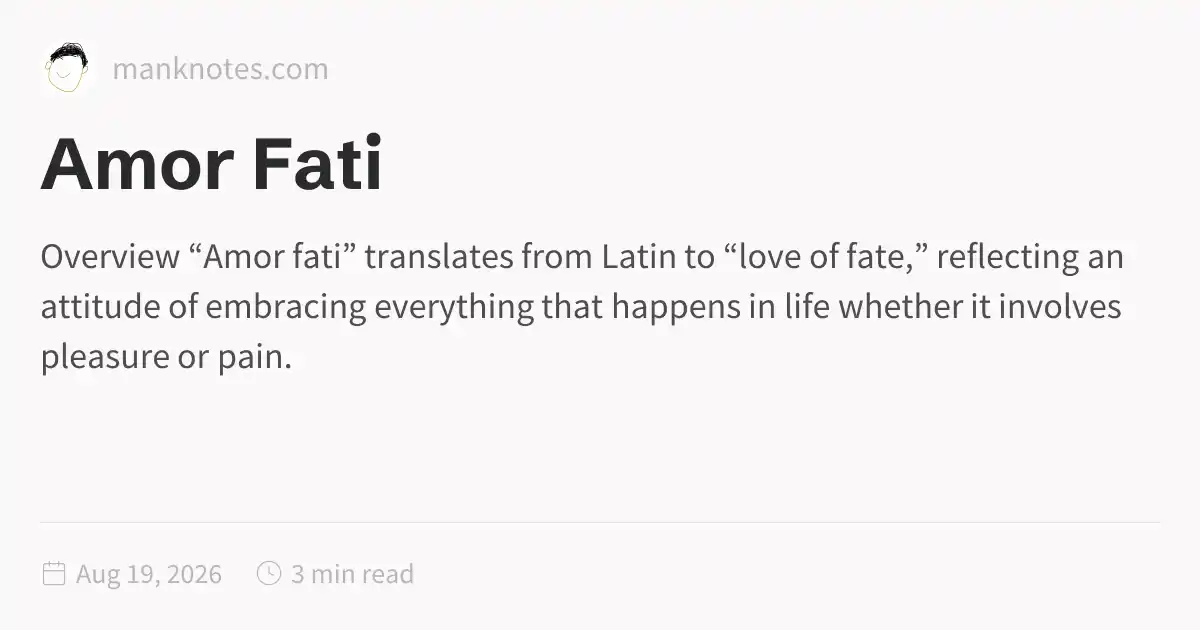 manknotes.com
Amor Fati
Overview “Amor fati” translates from Latin to “love of fate,” reflecting an
attitude of embracing everything that happens in life whether it involves
pleasure or pain.
Aug 19, 2026 3 min read